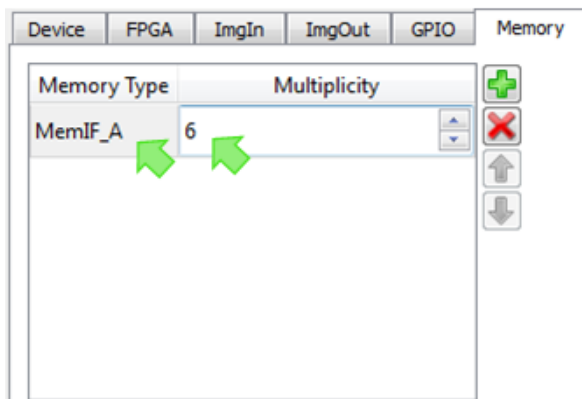 Device FPGA ImgIn ImgOut GPIO Memory
Memory Type Multiplicity
MemIF_A 6